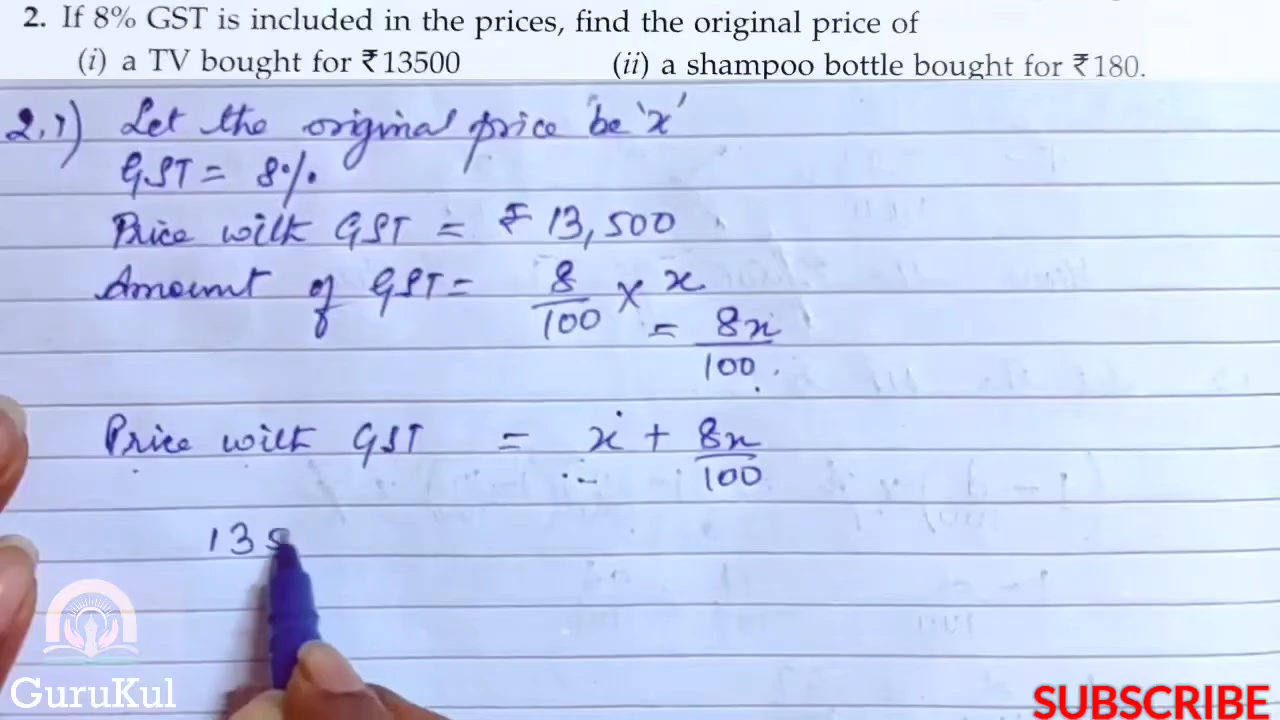 2. If 8% GST is included in the prices, find the original price of
(i) a TV bought for ₹13500 (ii) a shampoo bottle bought for ₹180.
2.1) Let the original price be 'x'
GST = 8%
Price with GST = ₹ 13,500
Amount of GST = 8/100 × x
= 8x/100
Price with GST = x + 8x/100
135
GuruKul
SUBSCRIBE